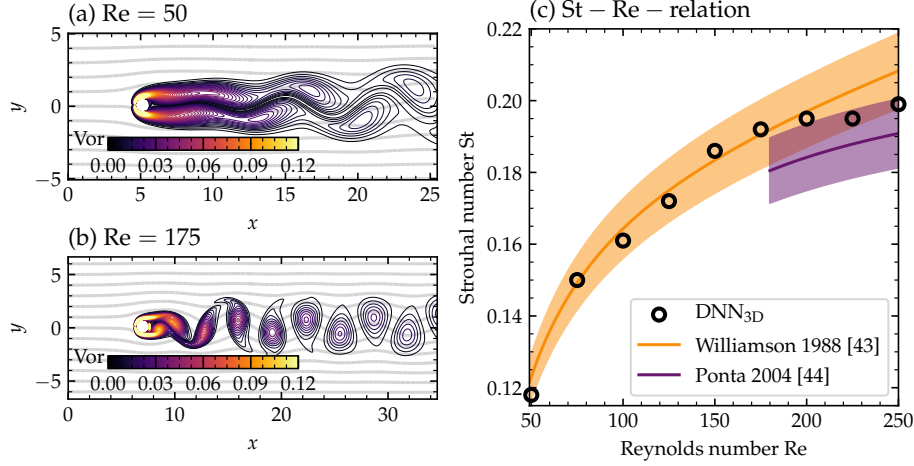 (a) Re = 50
5
0
−5
y
Vor
0.00 0.03 0.06 0.09 0.12
0 5 10 15 20 25
x
(b) Re = 175
5
0
−5
y
Vor
0.00 0.03 0.06 0.09 0.12
0 10 20 30
x
(c) St − Re − relation
0.22
0.20
0.18
0.16
0.14
0.12
Strouhal number St
DNN3D
Williamson 1988 [43]
Ponta 2004 [44]
50 100 150 200 250
Reynolds number Re